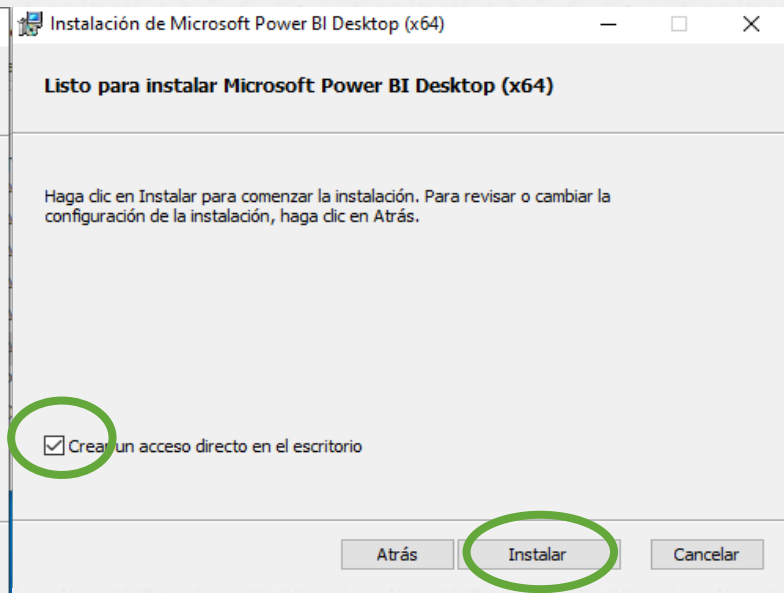 Instalación de Microsoft Power BI Desktop (x64)
Listo para instalar Microsoft Power BI Desktop (x64)
Haga clic en Instalar para comenzar la instalación. Para revisar o cambiar la
configuración de la instalación, haga clic en Atrás.
Crear un acceso directo en el escritorio
Atrás Instalar Cancelar